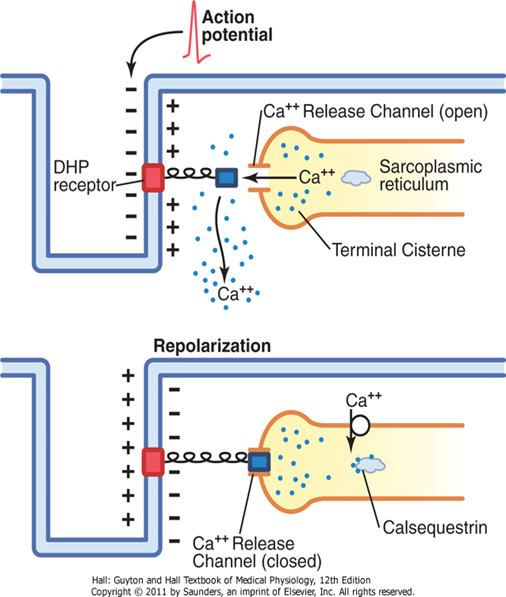 Action
potential
Ca++ Release Channel (open)
DHP
receptor
Ca++
Sarcoplasmic
reticulum
Terminal Cisterne
Ca++
Repolarization
Ca++
Calsequestrin
Ca++ Release
Channel (closed)
Hall: Guyton and Hall Textbook of Medical Physiology, 12th Edition
Copyright © 2011 by Saunders, an imprint of Elsevier, Inc. All rights reserved.